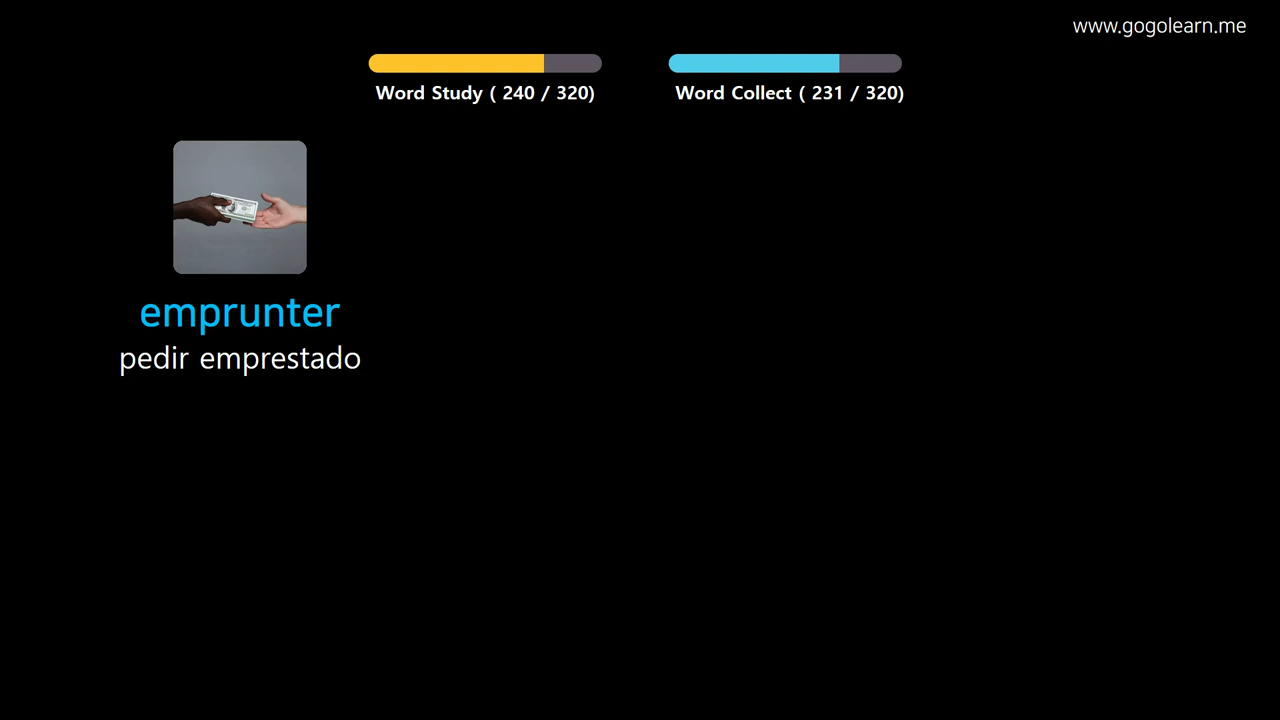 www.gogolearn.me
Word Study ( 240 / 320)
Word Collect ( 231 / 320)
emprunter
pedir emprestado